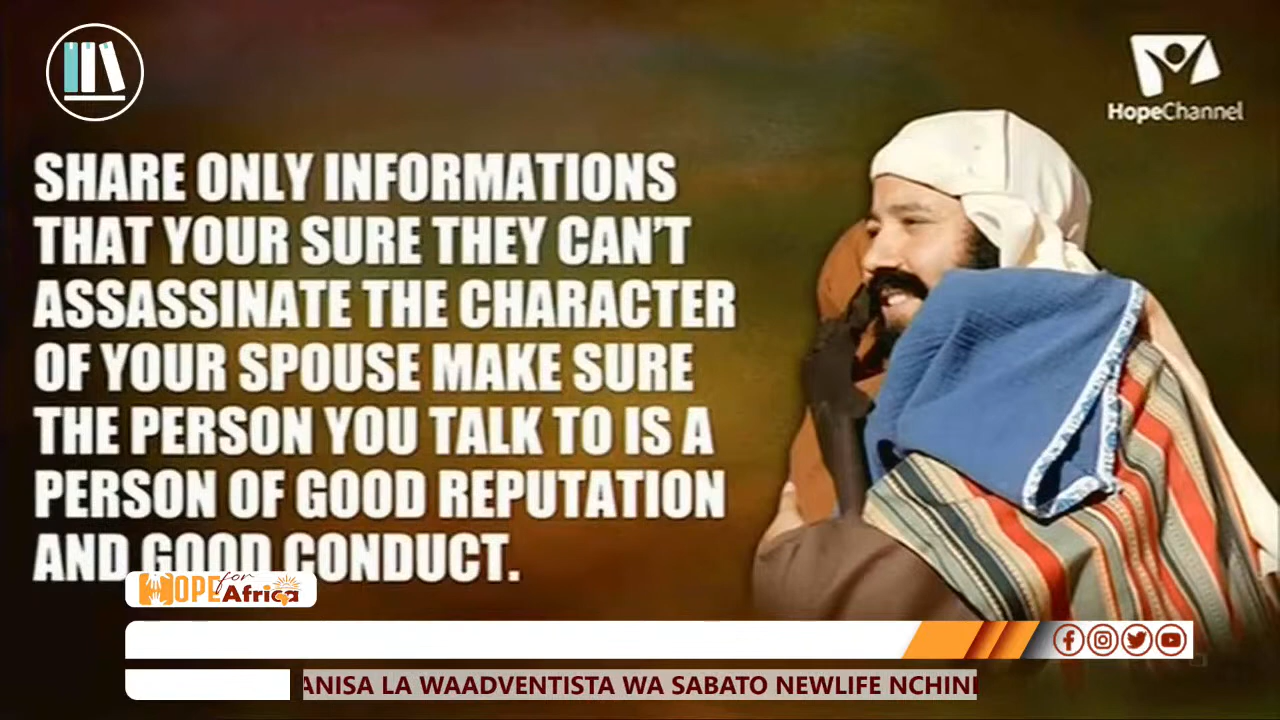 HopeChannel
SHARE ONLY INFORMATIONS
THAT YOUR SURE THEY CAN'T
ASSASSINATE THE CHARACTER
OF YOUR SPOUSE MAKE SURE
THE PERSON YOU TALK TO IS A
PERSON OF GOOD REPUTATION
AND GOOD CONDUCT.
HOPE for
Africa
ANISA LA WAADVENTISTA WA SABATO NEWLIFE NCHINI